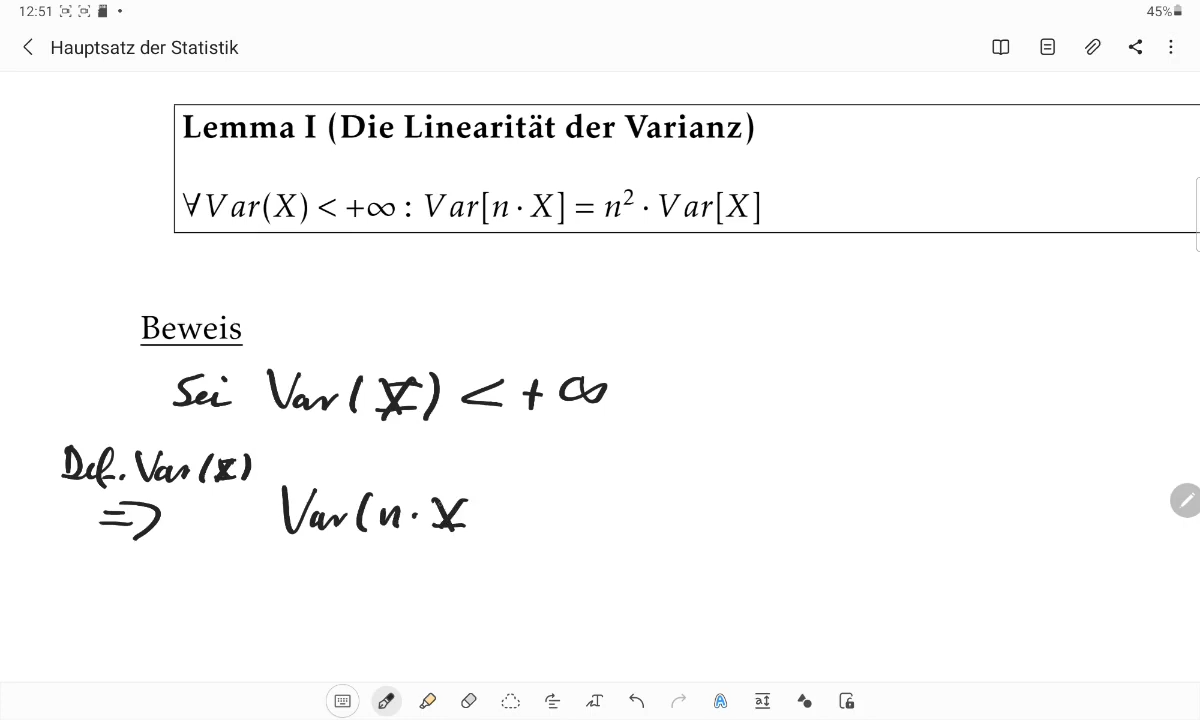 12:51 45%
Hauptsatz der Statistik
Lemma I (Die Linearität der Varianz)
∀Var(X) < +∞ : Var[n · X] = n² · Var[X]
Beweis
Sei Var(X) < + ∞
Def. Var(X)
=> Var(n · X